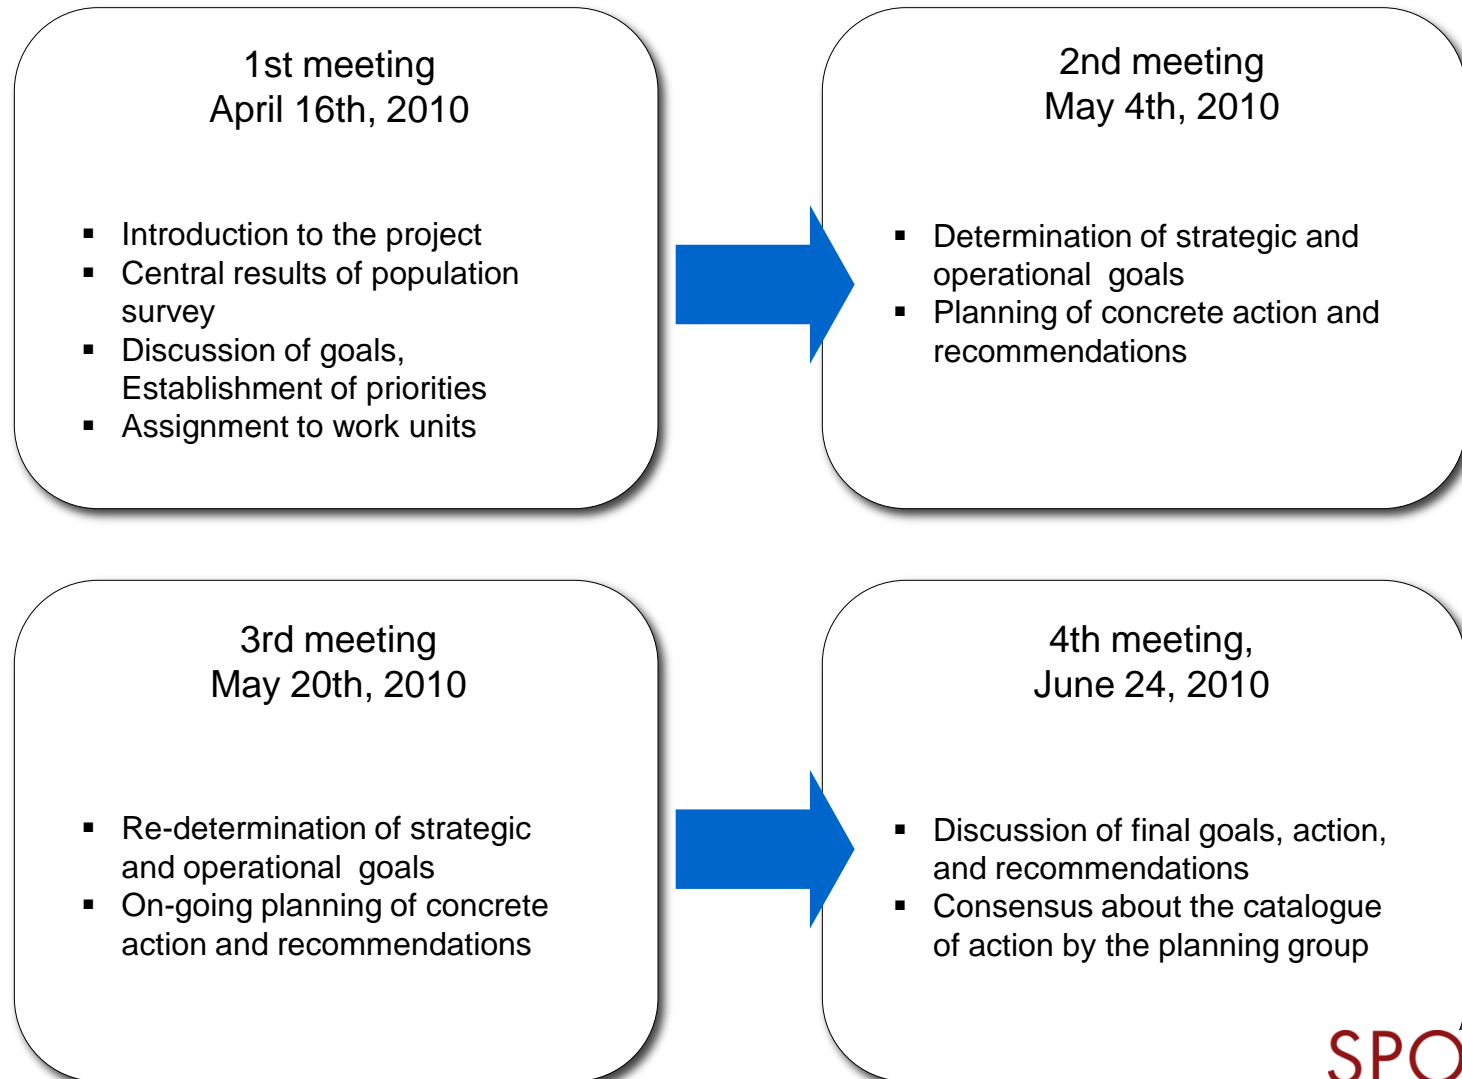 1st meeting
April 16th, 2010
▪ Introduction to the project
▪ Central results of population
survey
▪ Discussion of goals,
Establishment of priorities
▪ Assignment to work units
2nd meeting
May 4th, 2010
▪ Determination of strategic and
operational  goals
▪ Planning of concrete action and
recommendations
3rd meeting
May 20th, 2010
▪ Re-determination of strategic
and operational  goals
▪ On-going planning of concrete
action and recommendations
4th meeting,
June 24, 2010
▪ Discussion of final goals, action,
and recommendations
▪ Consensus about the catalogue
of action by the planning group
SPO